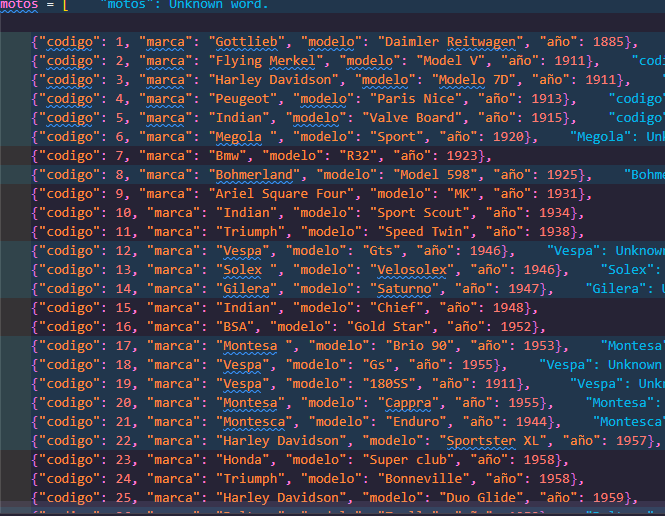 motos = [ "motos": Unknown word.
{"codigo": 1, "marca": "Gottlieb", "modelo": "Daimler Reitwagen", "año": 1885},
{"codigo": 2, "marca": "Flying Merkel", "modelo": "Model V", "año": 1911}, "codi
{"codigo": 3, "marca": "Harley Davidson", "modelo": "Modelo 7D", "año": 1911}, "
{"codigo": 4, "marca": "Peugeot", "modelo": "Paris Nice", "año": 1913}, "codigo"
{"codigo": 5, "marca": "Indian", "modelo": "Valve Board", "año": 1915}, "codigo"
{"codigo": 6, "marca": "Megola ", "modelo": "Sport", "año": 1920}, "Megola": Unk
{"codigo": 7, "marca": "Bmw", "modelo": "R32", "año": 1923},
{"codigo": 8, "marca": "Bohmerland", "modelo": "Model 598", "año": 1925}, "Bohme
{"codigo": 9, "marca": "Ariel Square Four", "modelo": "MK", "año": 1931},
{"codigo": 10, "marca": "Indian", "modelo": "Sport Scout", "año": 1934},
{"codigo": 11, "marca": "Triumph", "modelo": "Speed Twin", "año": 1938},
{"codigo": 12, "marca": "Vespa", "modelo": "Gts", "año": 1946}, "Vespa": Unknown
{"codigo": 13, "marca": "Solex ", "modelo": "Velosolex", "año": 1946}, "Solex":
{"codigo": 14, "marca": "Gilera", "modelo": "Saturno", "año": 1947}, "Gilera": U
{"codigo": 15, "marca": "Indian", "modelo": "Chief", "año": 1948},
{"codigo": 16, "marca": "BSA", "modelo": "Gold Star", "año": 1952},
{"codigo": 17, "marca": "Montesa ", "modelo": "Brio 90", "año": 1953}, "Montesa"
{"codigo": 18, "marca": "Vespa", "modelo": "Gs", "año": 1955}, "Vespa": Unknown
{"codigo": 19, "marca": "Vespa", "modelo": "180SS", "año": 1911}, "Vespa": Unkno
{"codigo": 20, "marca": "Montesa", "modelo": "Cappra", "año": 1955}, "Montesa":
{"codigo": 21, "marca": "Montesca", "modelo": "Enduro", "año": 1944}, "Montesca"
{"codigo": 22, "marca": "Harley Davidson", "modelo": "Sportster XL", "año": 1957},
{"codigo": 23, "marca": "Honda", "modelo": "Super club", "año": 1958},
{"codigo": 24, "marca": "Triumph", "modelo": "Bonneville", "año": 1958},
{"codigo": 25, "marca": "Harley Davidson", "modelo": "Duo Glide", "año": 1959},